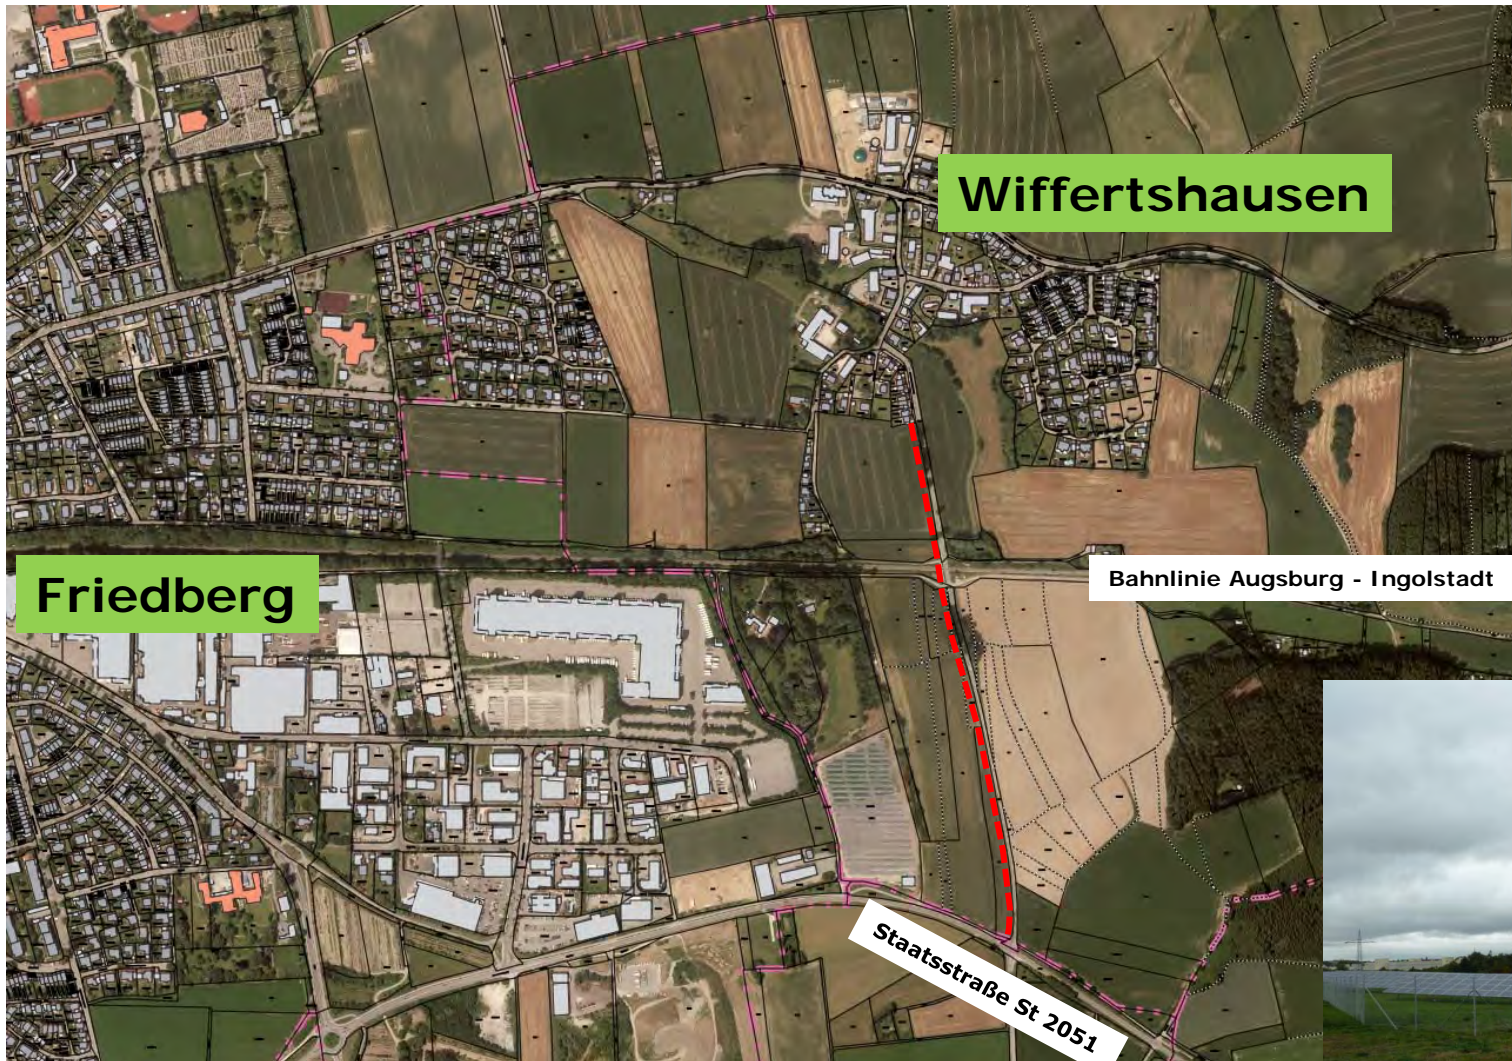 Wiffertshausen
Friedberg
Bahnlinie Augsburg - Ingolstadt
Staatsstraße St 2051